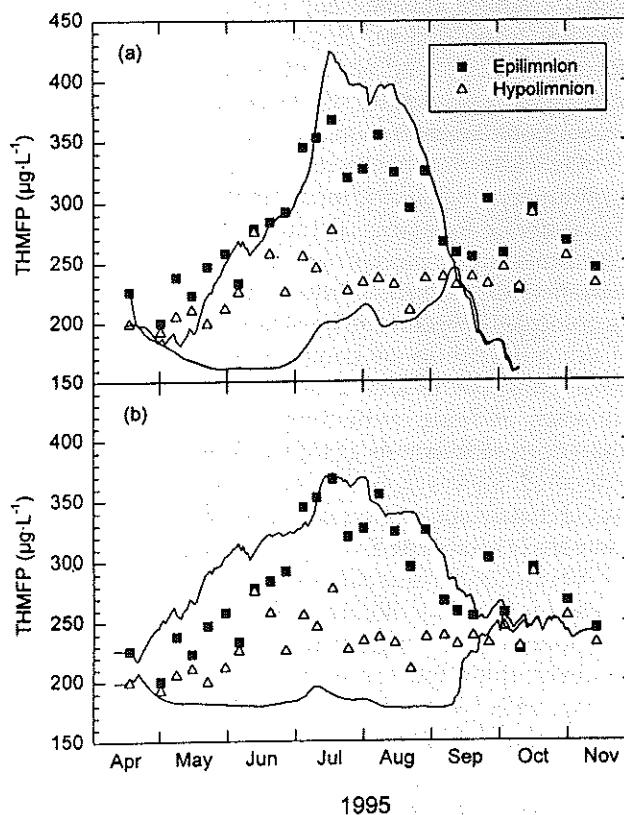 450
400
350
300
250
200
150
THMFP (µg·L⁻¹)
(a)
Epilimnion
Hypolimnion
400
350
300
250
200
150
THMFP (µg·L⁻¹)
(b)
Apr May Jun Jul Aug Sep Oct Nov
1995